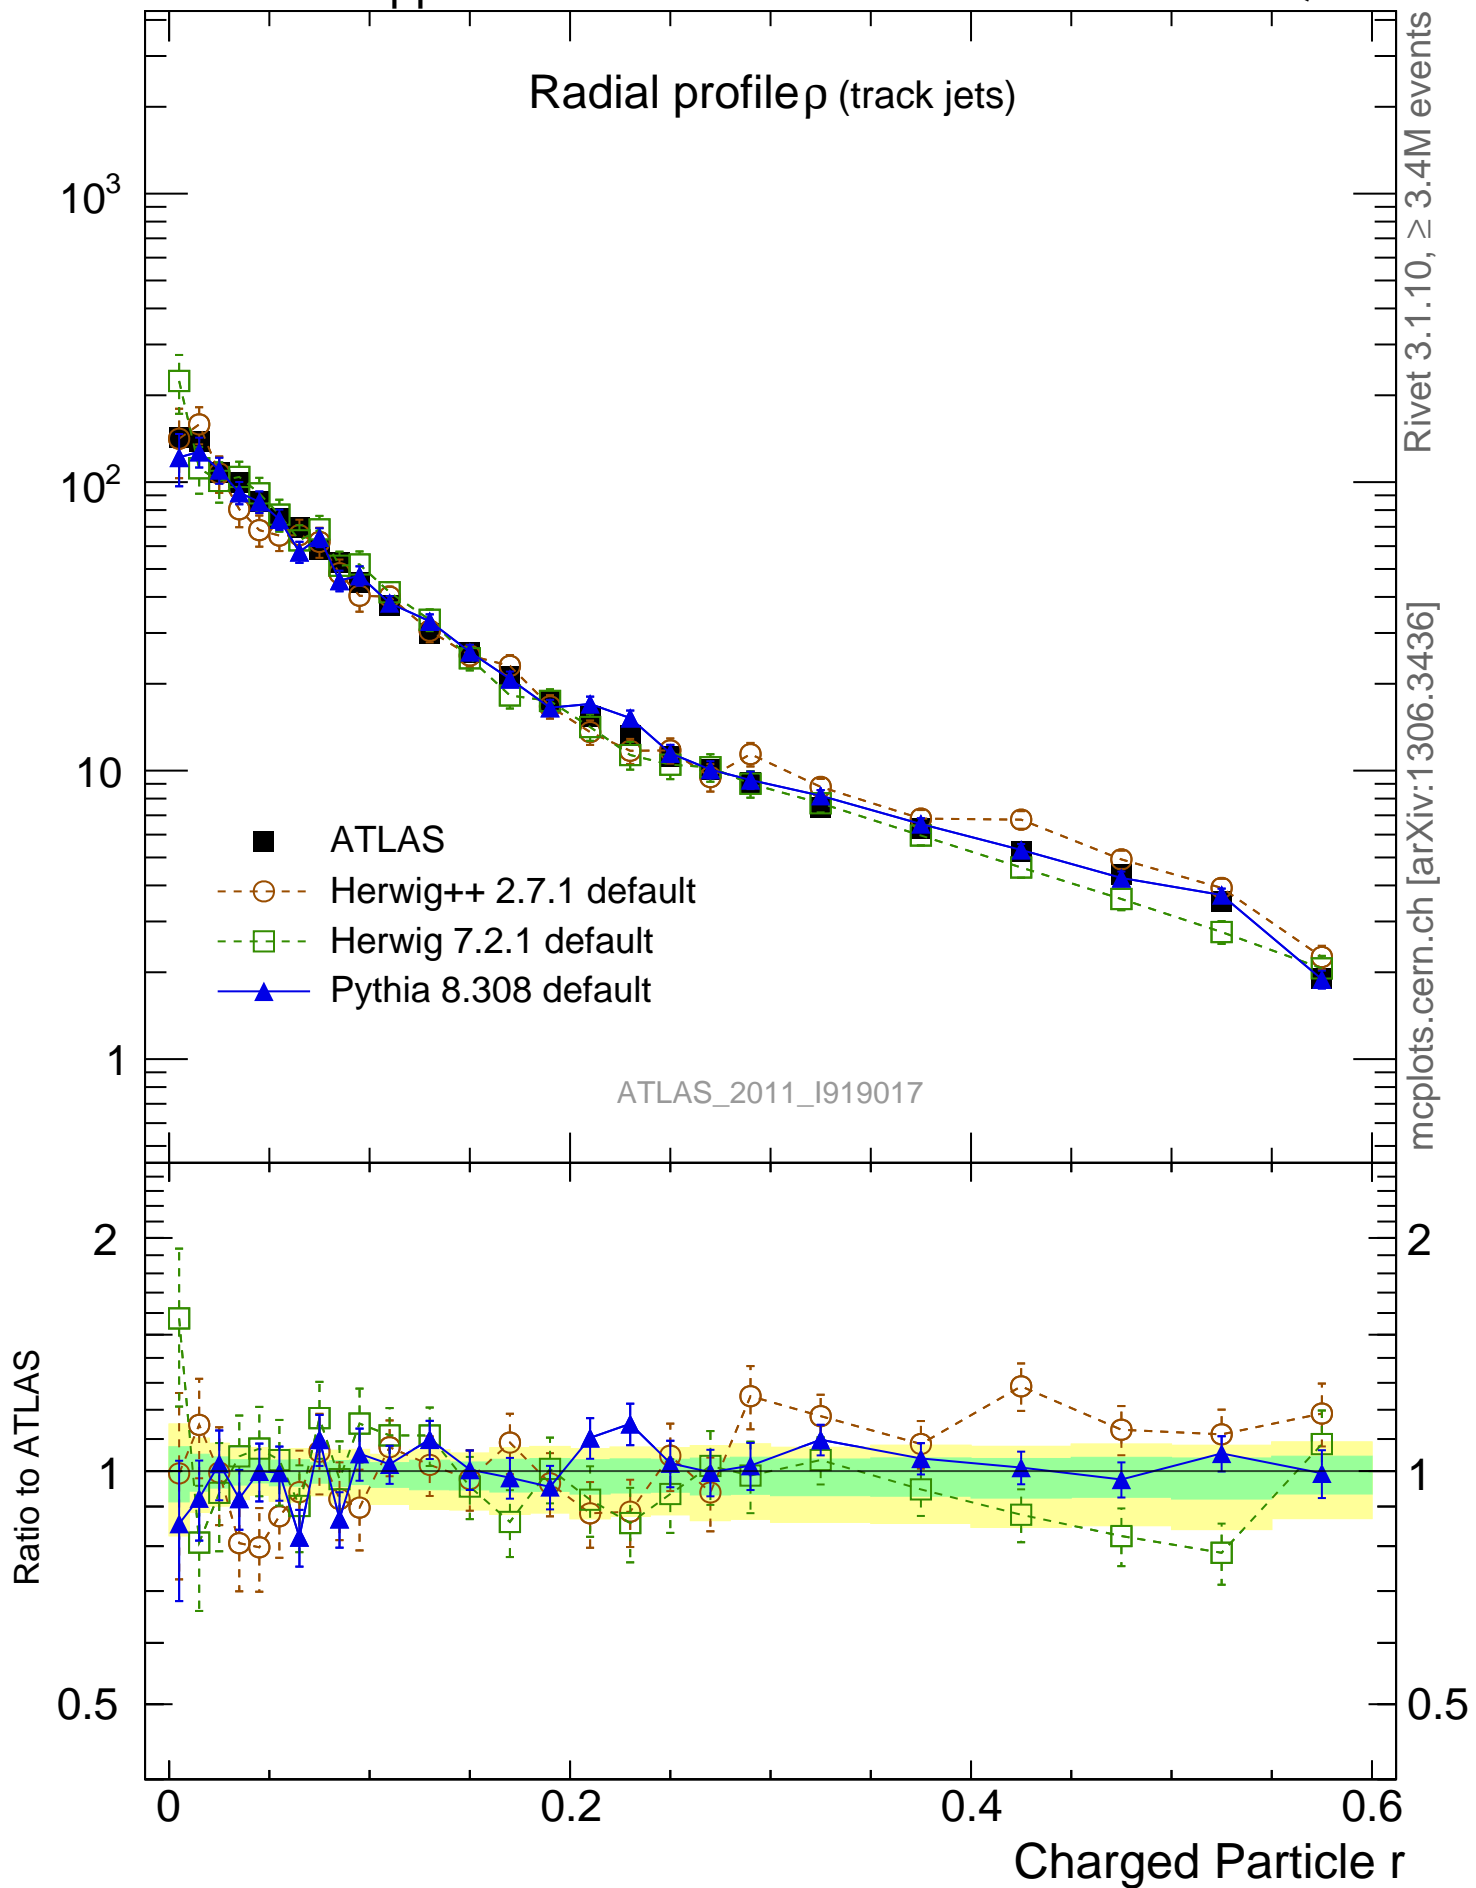 pp
Radial profile ρ (track jets)
10³
10²
10
1
ATLAS
Herwig++ 2.7.1 default
Herwig 7.2.1 default
Pythia 8.308 default
ATLAS_2011_I919017
Rivet 3.1.10, ≥ 3.4M events
mcplots.cern.ch [arXiv:1306.3436]
Ratio to ATLAS
2
1
0.5
2
1
0.5
0
0.2
0.4
0.6
Charged Particle r